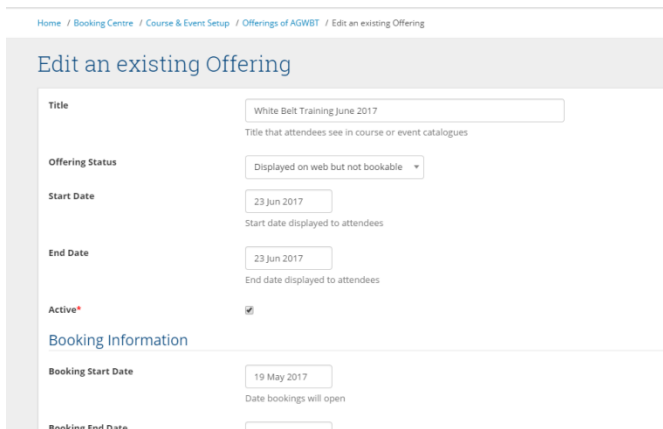 Home / Booking Centre / Course & Event Setup / Offerings of AGWBT / Edit an existing Offering
Edit an existing Offering
Title
White Belt Training June 2017
Title that attendees see in course or event catalogues
Offering Status
Displayed on web but not bookable
Start Date
23 Jun 2017
Start date displayed to attendees
End Date
23 Jun 2017
End date displayed to attendees
Active*
Booking Information
Booking Start Date
19 May 2017
Date bookings will open
Booking End Date